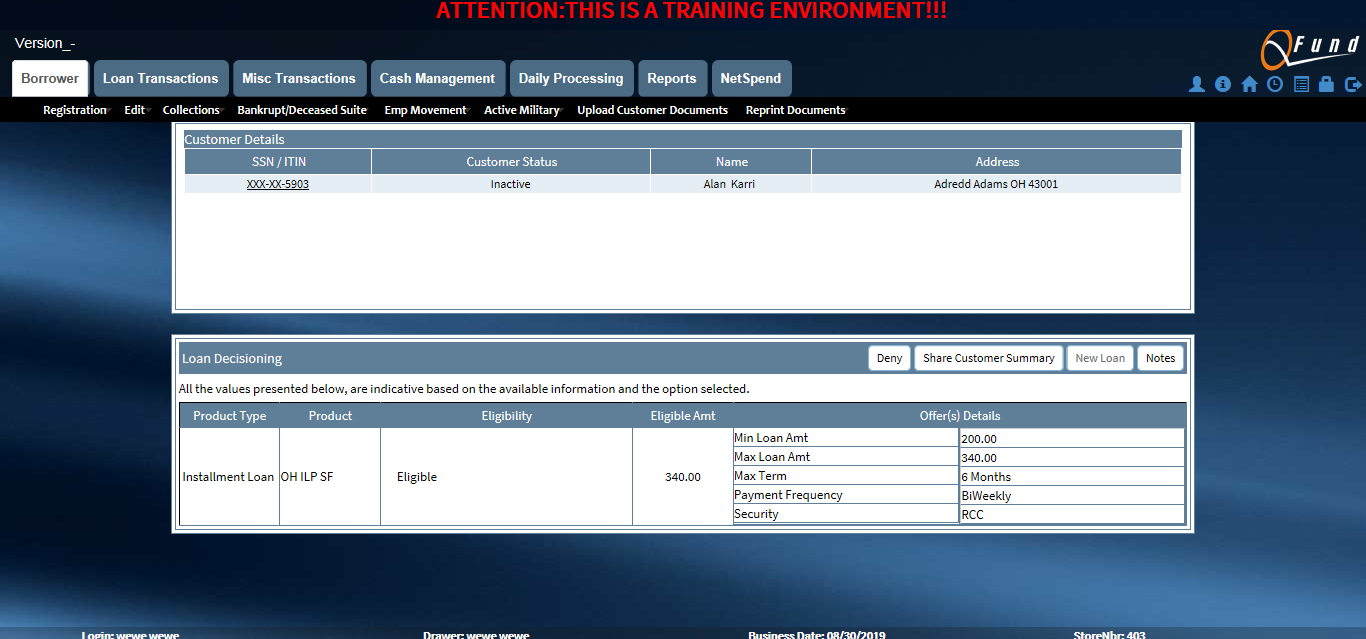 ATTENTION:THIS IS A TRAINING ENVIRONMENT!!!
Version_-
QFund
Borrower Loan Transactions Misc Transactions Cash Management Daily Processing Reports NetSpend
Registration Edit Collections Bankrupt/Deceased Suite Emp Movement Active Military Upload Customer Documents Reprint Documents
Customer Details
SSN / ITIN Customer Status Name Address
XXX-XX-5903 Inactive Alan Karri Adredd Adams OH 43001
Loan Decisioning Deny Share Customer Summary New Loan Notes
All the values presented below, are indicative based on the available information and the option selected.
Product Type Product Eligibility Eligible Amt Offer(s) Details
Min Loan Amt 200.00
Max Loan Amt 340.00
Installment Loan OH ILP SF Eligible 340.00 Max Term 6 Months
Payment Frequency BiWeekly
Security RCC
Login: wewe wewe Drawer: wewe wewe Business Date: 08/30/2019 StoreNbr: 403